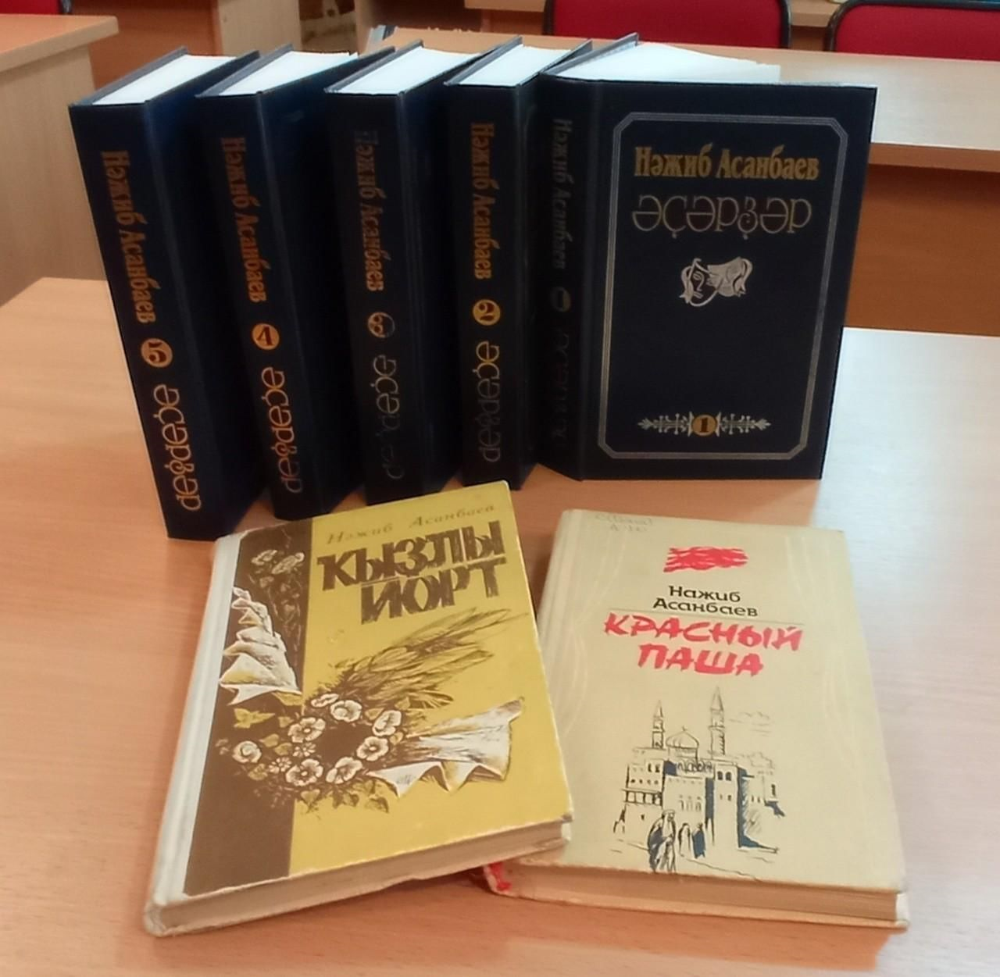 Нәжиб Асанбаев 5 әҫәрҙәр
Нәжиб Асанбаев 4 әҫәрҙәр
Нәжиб Асанбаев 3 әҫәрҙәр
Нәжиб Асанбаев 2 әҫәрҙәр
Нәжиб Асанбаев 1 әҫәрҙәр
Нәжиб Асанбаев
әҫәрҙәр
1
Нәжиб Асанбаев
ҠЫЗЛЫ
ЙОРТ
Нажиб
Асанбаев
КРАСНЫЙ
ПАША